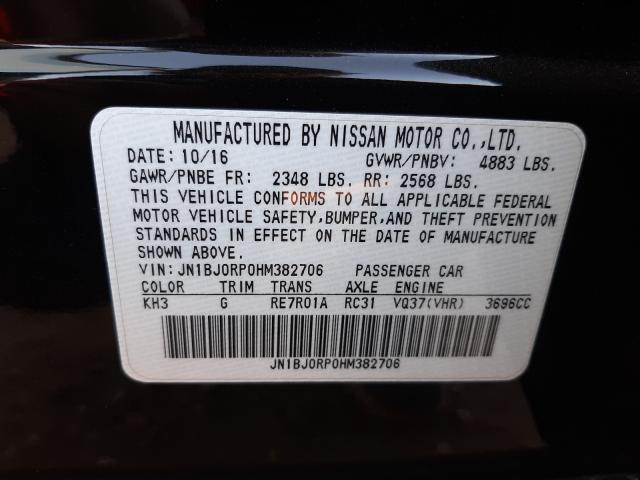 MANUFACTURED BY NISSAN MOTOR CO.,LTD.
DATE: 10/16 GVWR/PNBV: 4883 LBS.
GAWR/PNBE FR: 2348 LBS. RR: 2568 LBS.
THIS VEHICLE CONFORMS TO ALL APPLICABLE FEDERAL
MOTOR VEHICLE SAFETY,BUMPER,AND THEFT PREVENTION
STANDARDS IN EFFECT ON THE DATE OF MANUFACTURE
SHOWN ABOVE.
VIN: JN1BJ0RP0HM382706 PASSENGER CAR
COLOR TRIM TRANS AXLE ENGINE
KH3 G RE7R01A RC31 VQ37(VHR) 3696CC
JN1BJ0RP0HM382706